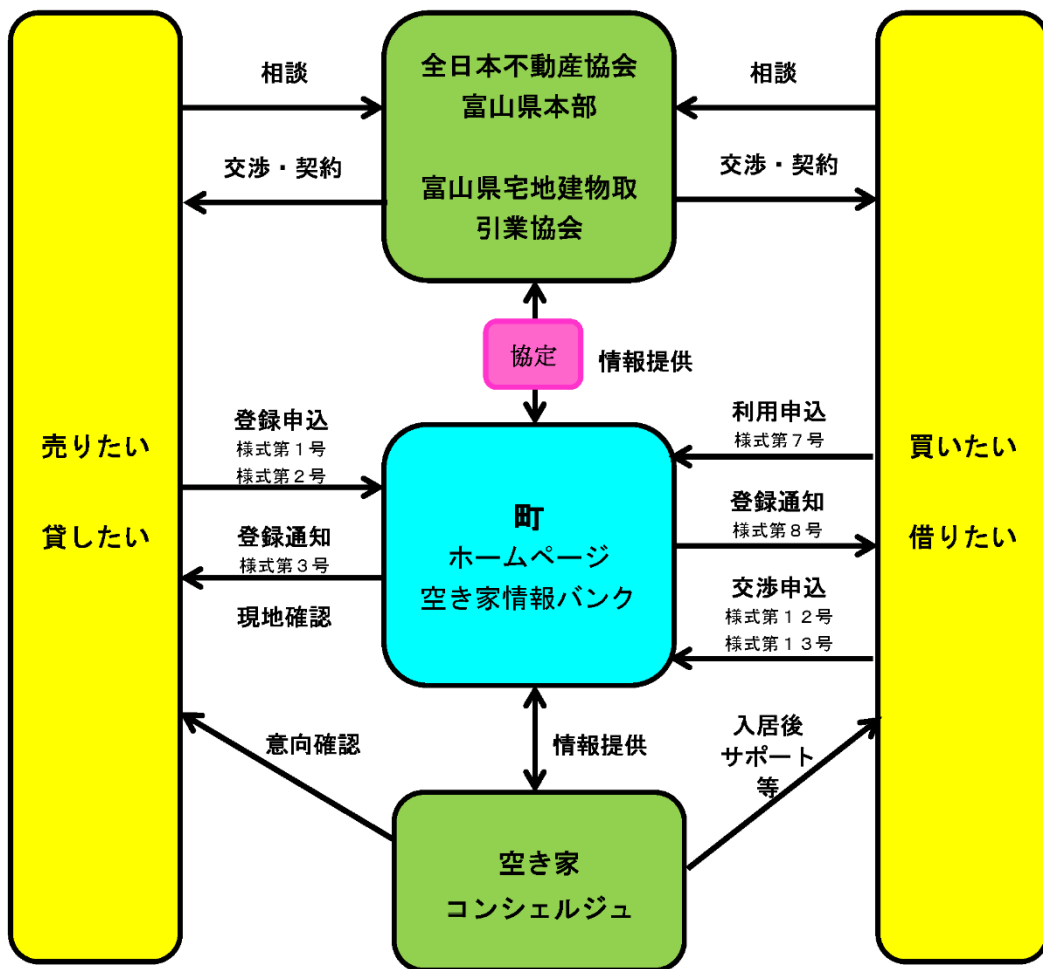 相談
交渉・契約
全日本不動産協会
富山県本部
富山県宅地建物取
引業協会
相談
交渉・契約
協定
情報提供
売りたい
貸したい
登録申込
様式第１号
様式第２号
登録通知
様式第３号
現地確認
町
ホームページ
空き家情報バンク
利用申込
様式第７号
登録通知
様式第８号
交渉申込
様式第１２号
様式第１３号
買いたい
借りたい
意向確認
情報提供
入居後
サポート
等
空き家
コンシェルジュ